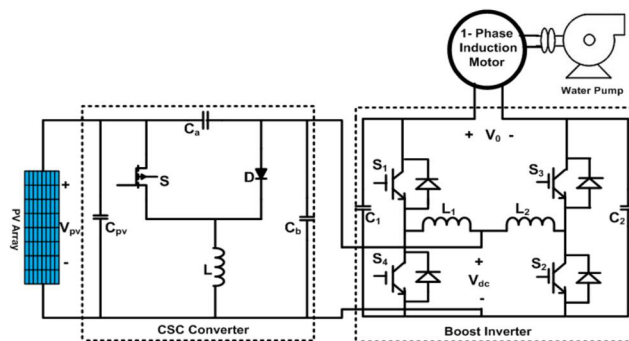 1- Phase
Induction
Motor
Water Pump
+ V0 -
Ca
S
D
S1
S3
PV Array
+
Vpv
-
Cpv
Cb
C1
L1
L2
C2
L
S4
+
Vdc
-
S2
CSC Converter
Boost Inverter